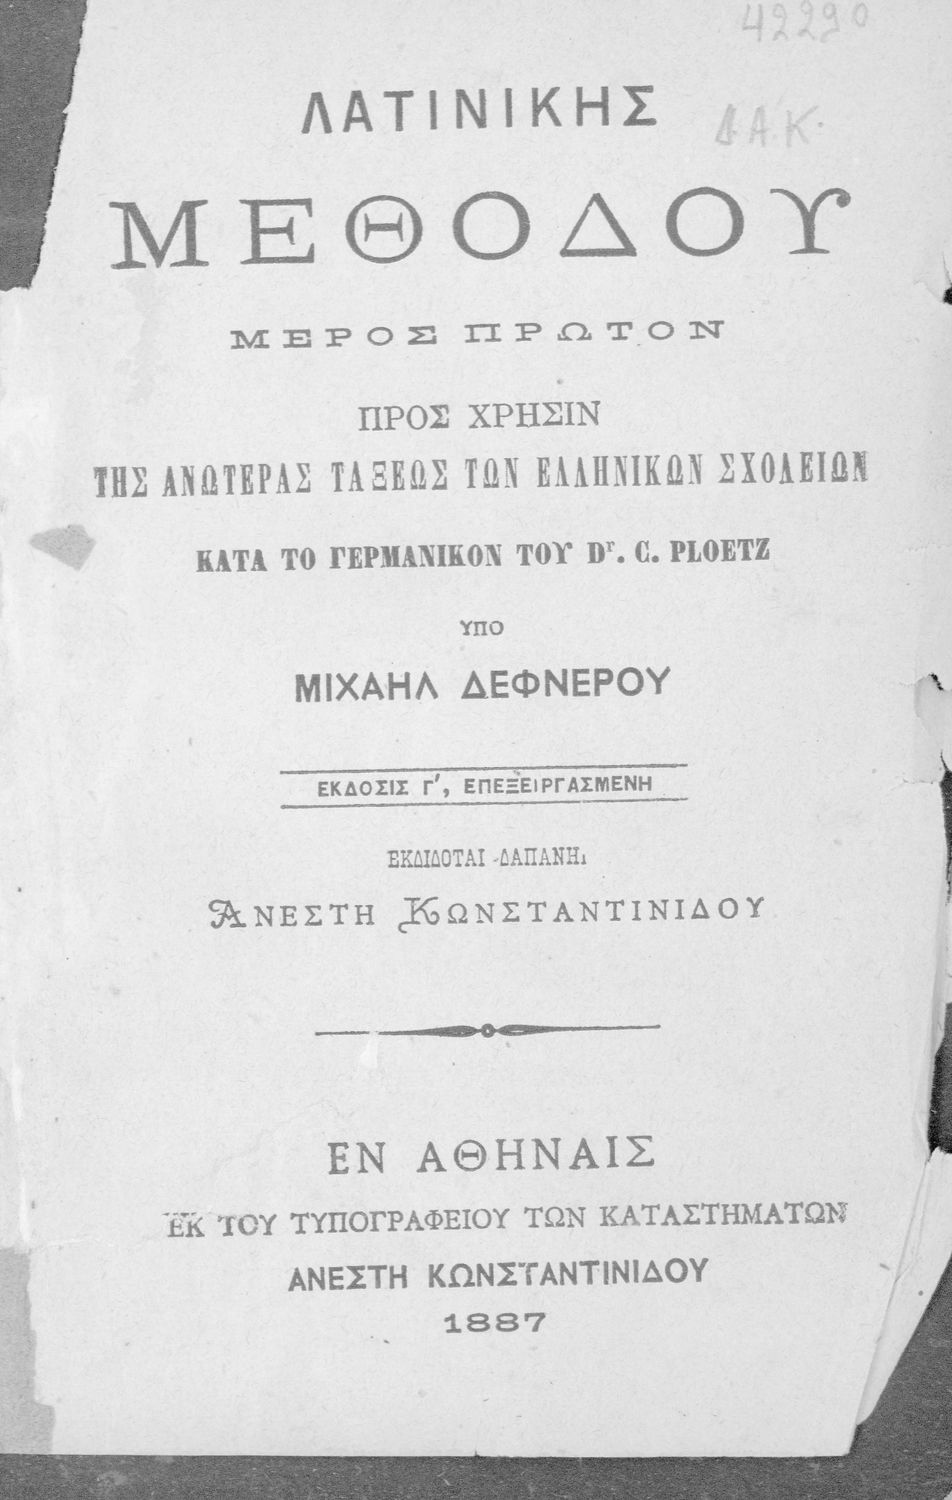 42290
ΛΑΤΙΝΙΚΗΣ
Δ.Α.Κ.
ΜΕΘΟΔΟΥ
ΜΕΡΟΣ ΠΡΩΤΟΝ
ΠΡΟΣ ΧΡΗΣΙΝ
ΤΗΣ ΑΝΩΤΕΡΑΣ ΤΑΞΕΩΣ ΤΩΝ ΕΛΛΗΝΙΚΩΝ ΣΧΟΛΕΙΩΝ
ΚΑΤΑ ΤΟ ΓΕΡΜΑΝΙΚΟΝ ΤΟΥ Dr. C. PLOETZ
ΥΠΟ
ΜΙΧΑΗΛ ΔΕΦΝΕΡΟΥ
ΕΚΔΟΣΙΣ Γ', ΕΠΕΞΕΙΡΓΑΣΜΕΝΗ
ΕΚΔΙΔΟΤΑΙ ΔΑΠΑΝΗι
ΑΝΕΣΤΗ ΚΩΝΣΤΑΝΤΙΝΙΔΟΥ
ΕΝ ΑΘΗΝΑΙΣ
ΕΚ ΤΟΥ ΤΥΠΟΓΡΑΦΕΙΟΥ ΤΩΝ ΚΑΤΑΣΤΗΜΑΤΩΝ
ΑΝΕΣΤΗ ΚΩΝΣΤΑΝΤΙΝΙΔΟΥ
1887